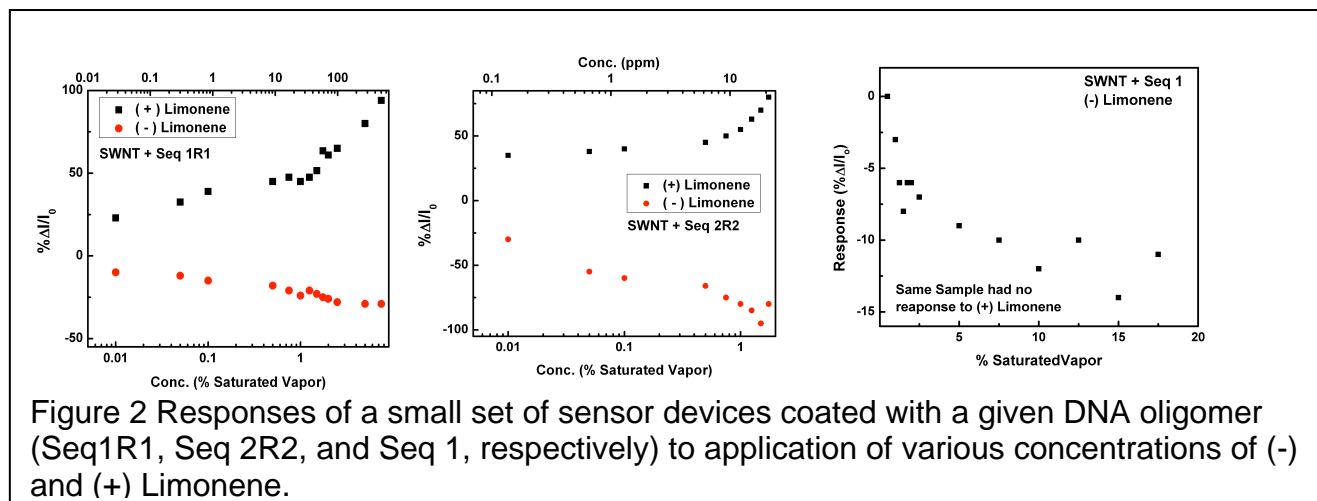 Conc. (ppm)
0.01 0.1 1 10 100
0.1 1 10
100
50
0
-50
( + ) Limonene
( - ) Limonene
SWNT + Seq 1R1
%ΔI/I0
0.01 0.1 1
Conc. (% Saturated Vapor)
50
0
-50
-100
(+) Limonene
( - ) Limonene
SWNT + Seq 2R2
%ΔI/I0
0.01 0.1 1
Conc. (% Saturated Vapor)
SWNT + Seq 1
(-) Limonene
0
-5
-10
-15
Response (%ΔI/Io)
Same Sample had no
reaponse to (+) Limonene
5 10 15 20
% SaturatedVapor
Figure 2 Responses of a small set of sensor devices coated with a given DNA oligomer
(Seq1R1, Seq 2R2, and Seq 1, respectively) to application of various concentrations of (-)
and (+) Limonene.